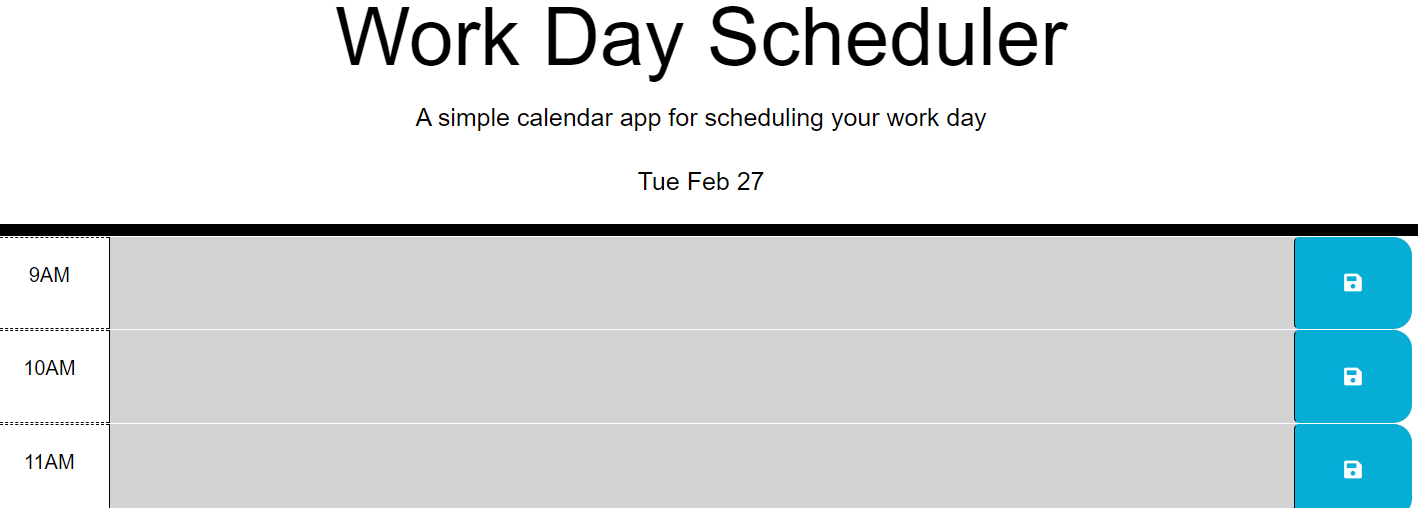 Work Day Scheduler
A simple calendar app for scheduling your work day
Tue Feb 27
9AM
10AM
11AM